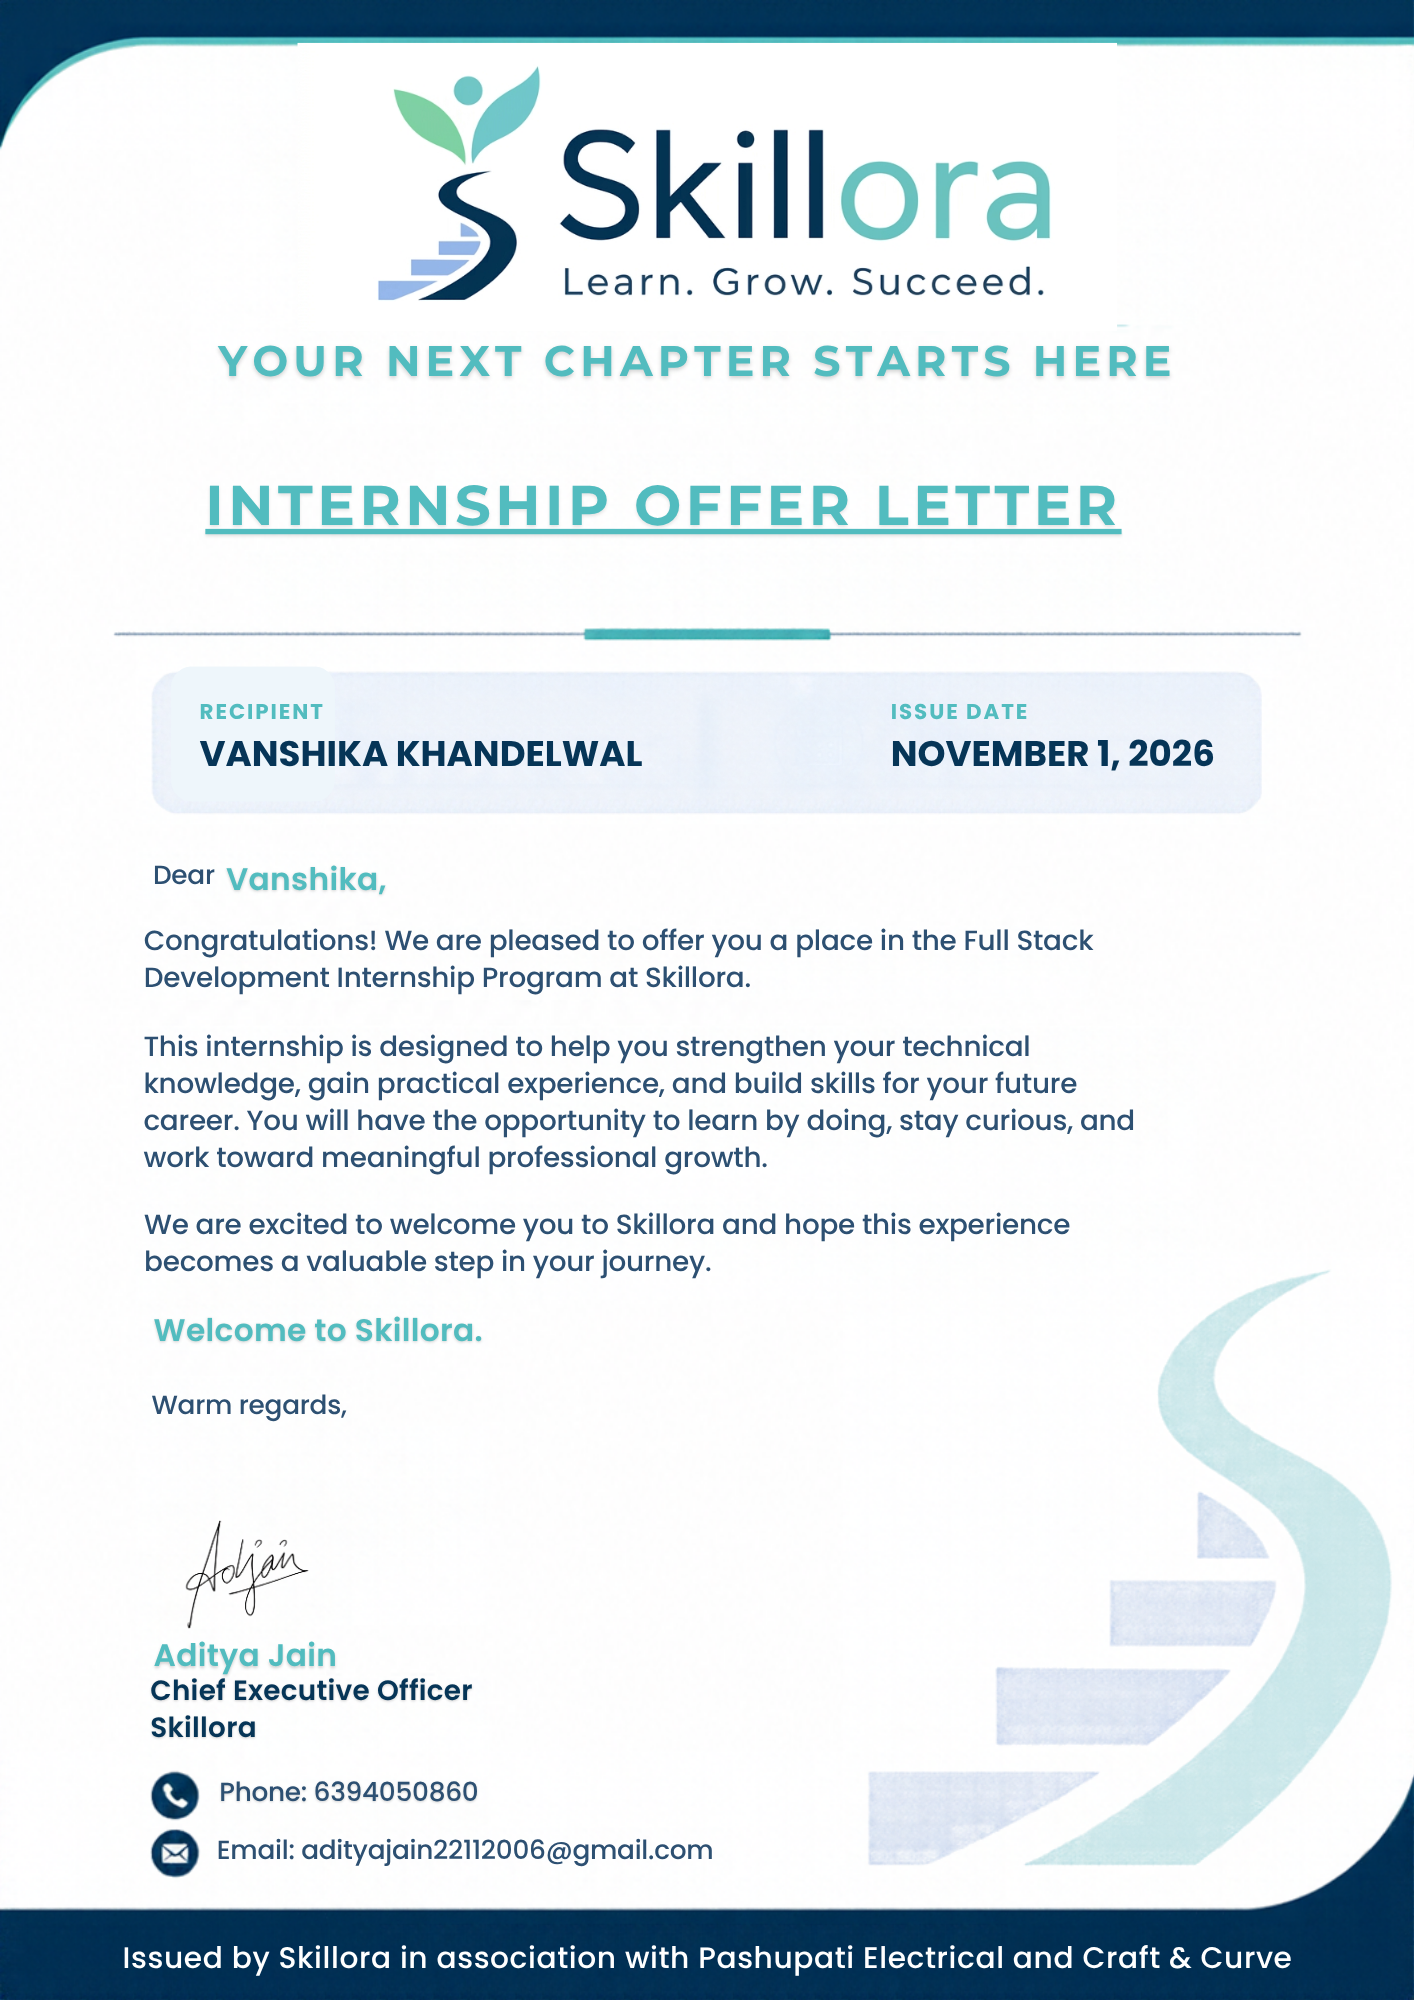 Skillora
Learn. Grow. Succeed.
YOUR NEXT CHAPTER STARTS HERE
INTERNSHIP OFFER LETTER
RECIPIENT
VANSHIKA KHANDELWAL
ISSUE DATE
NOVEMBER 1, 2026
Dear Vanshika,
Congratulations! We are pleased to offer you a place in the Full Stack
Development Internship Program at Skillora.
This internship is designed to help you strengthen your technical
knowledge, gain practical experience, and build skills for your future
career. You will have the opportunity to learn by doing, stay curious, and
work toward meaningful professional growth.
We are excited to welcome you to Skillora and hope this experience
becomes a valuable step in your journey.
Welcome to Skillora.
Warm regards,
Adjain
Aditya Jain
Chief Executive Officer
Skillora
Phone: 6394050860
Email: adityajain22112006@gmail.com
Issued by Skillora in association with Pashupati Electrical and Craft & Curve